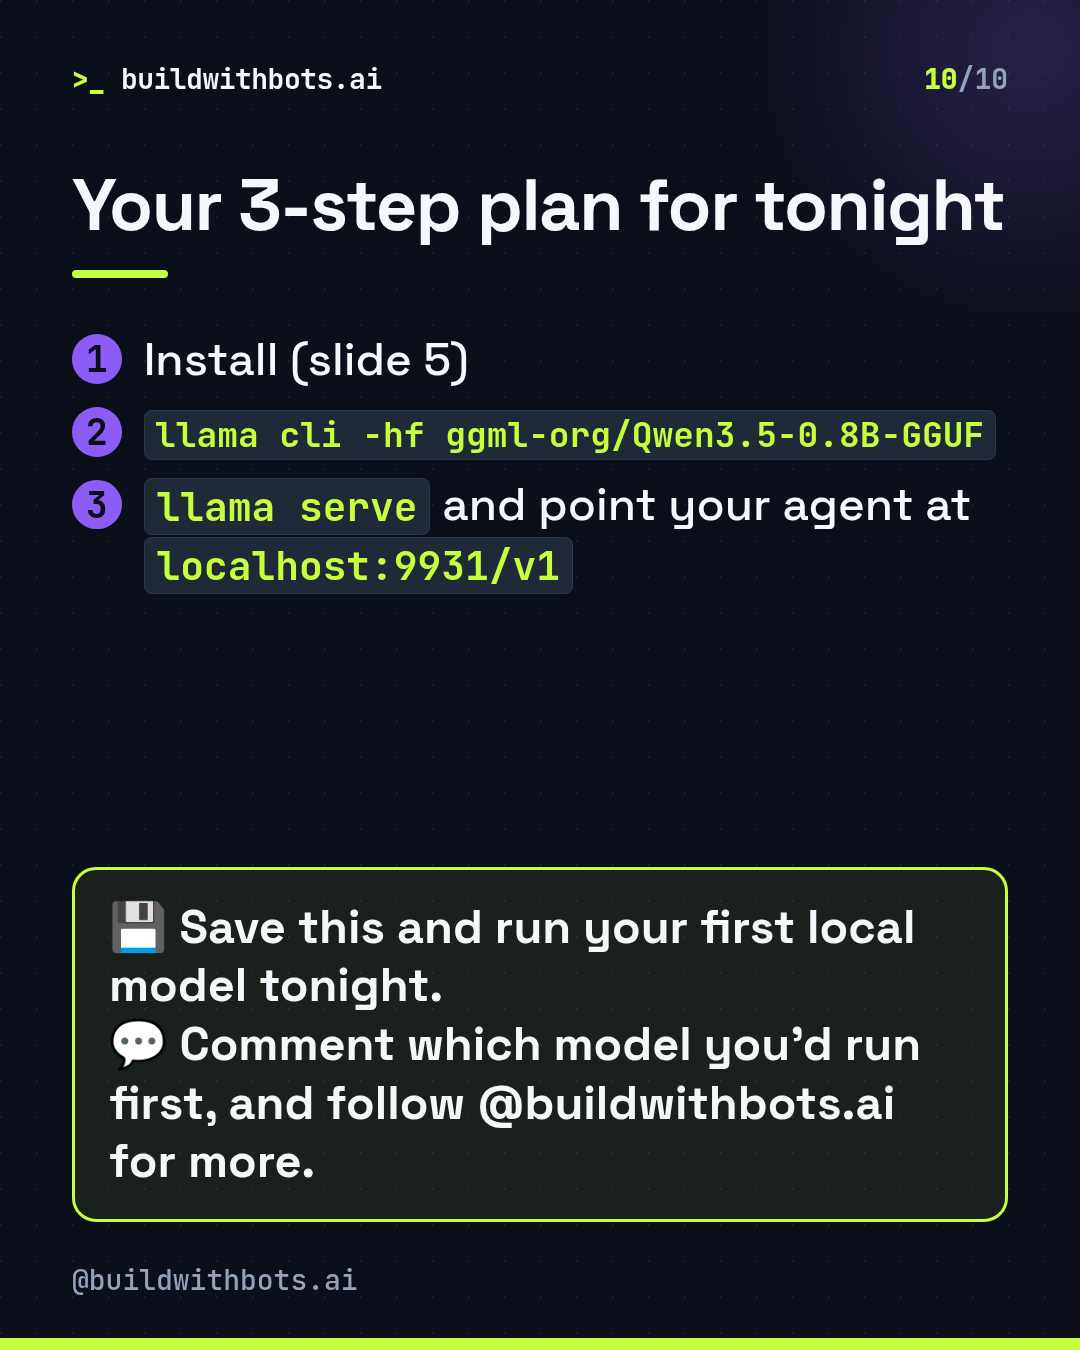 >_ buildwithbots.ai
10/10
Your 3-step plan for tonight
1 Install (slide 5)
2 llama cli -hf ggml-org/Qwen3.5-0.8B-GGUF
3 llama serve and point your agent at
localhost:9931/v1
💾 Save this and run your first local
model tonight.
💬 Comment which model you’d run
first, and follow @buildwithbots.ai
for more.
@buildwithbots.ai